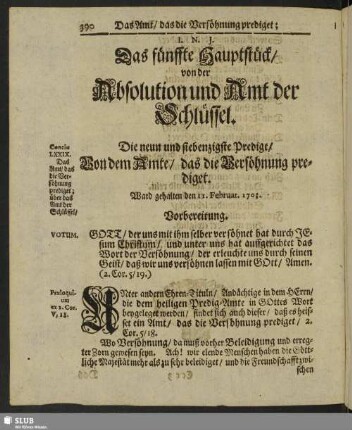 390 Das Amt/ das die Versöhnung prediget;
I. N. J.
Das fünffte Hauptstück/
von der
Absolution und Amt der
Schlüssel.
Die neun und siebenzigste Predigt/
Von dem Amte/ das die Versöhnung pre-
diget.
Ward gehalten den 11. Februar. 1705.
Concio
LXXIX.
Das
Amt/ das
die Ver-
söhnung
prediget;
über das
Amt der
Schlüssel/
Vorbereitung.
VOTUM.
GOTT/ der uns mit ihm selber versöhnet hat durch JE-
sum Christum/ und unter uns hat auffgerichtet das
Wort der Versöhnung/ der erleuchte uns durch seinen
Geist/ daß wir uns versöhnen lassen mit GOtt/ Amen.
(2. Cor. 5/19.)
Proloqui-
um
ex 2. Cor.
V, 18.
Unter andern Ehren-Tituln/ Andächtige in dem HErrn/
die dem heiligen Predig-Amte in GOttes Wort
beygeleget werden/ findet sich auch dieser/ daß es heis-
set ein Amt/ das die Versöhnung prediget/ 2.
Cor. 5/18.
Wo Versöhnung/ da muß vorher Beleidigung und erreg-
ter Zorn gewesen seyn. Ach! wir elende Menschen haben die Gött-
liche Majestät mehr als zu sehr beleidiget/ und die Freundschafft zwi-
schen
SLUB